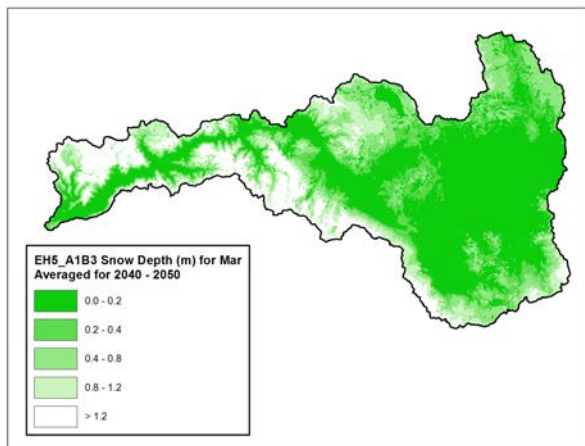 EH5_A1B3 Snow Depth (m) for Mar
Averaged for 2040 - 2050
0.0 - 0.2
0.2 - 0.4
0.4 - 0.8
0.8 - 1.2
> 1.2